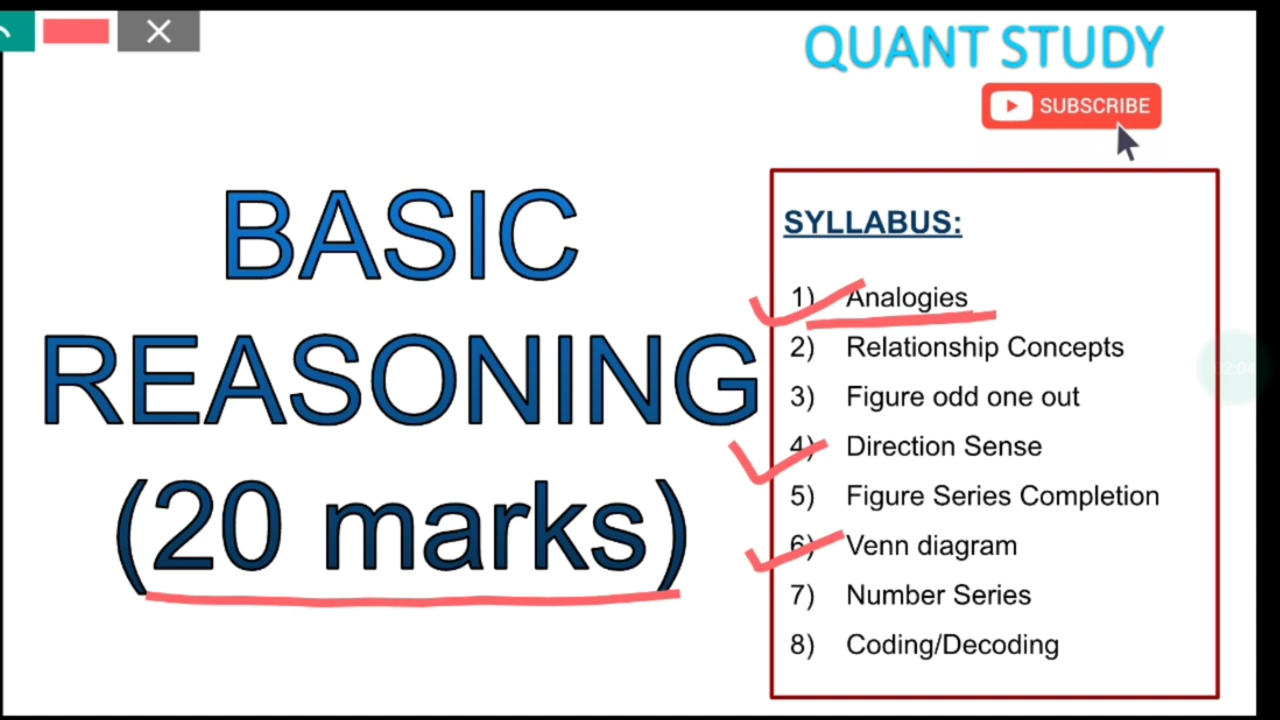 QUANT STUDY
SUBSCRIBE
BASIC
REASONING
(20 marks)
SYLLABUS:
1) Analogies
2) Relationship Concepts
3) Figure odd one out
4) Direction Sense
5) Figure Series Completion
6) Venn diagram
7) Number Series
8) Coding/Decoding